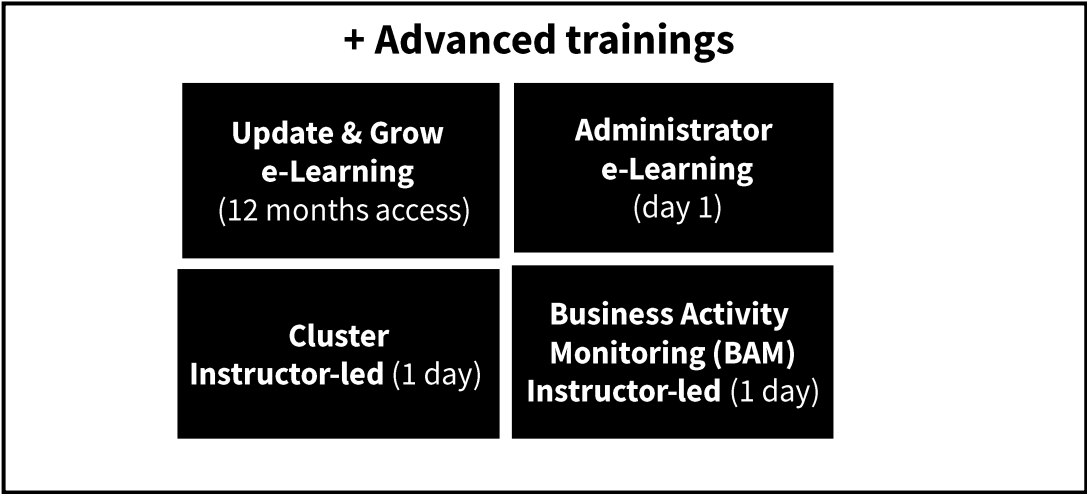 + Advanced trainings
Update & Grow
e-Learning
(12 months access)
Administrator
e-Learning
(day 1)
Cluster
Instructor-led (1 day)
Business Activity
Monitoring (BAM)
Instructor-led (1 day)